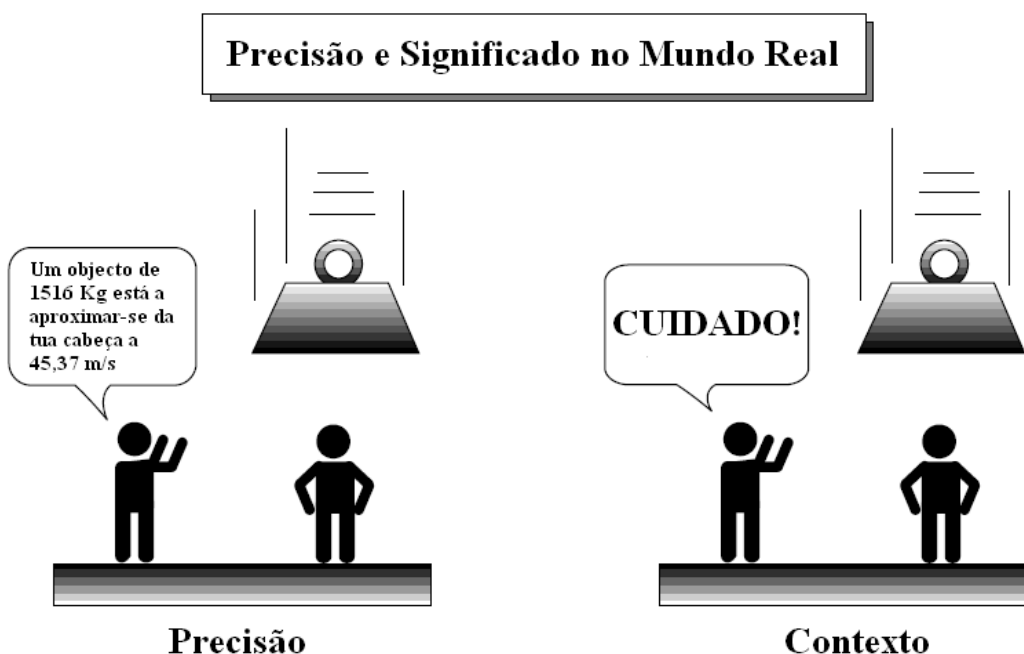 Precisão e Significado no Mundo Real
Um objecto de
1516 Kg está a
aproximar-se da
tua cabeça a
45,37 m/s
CUIDADO!
Precisão
Contexto